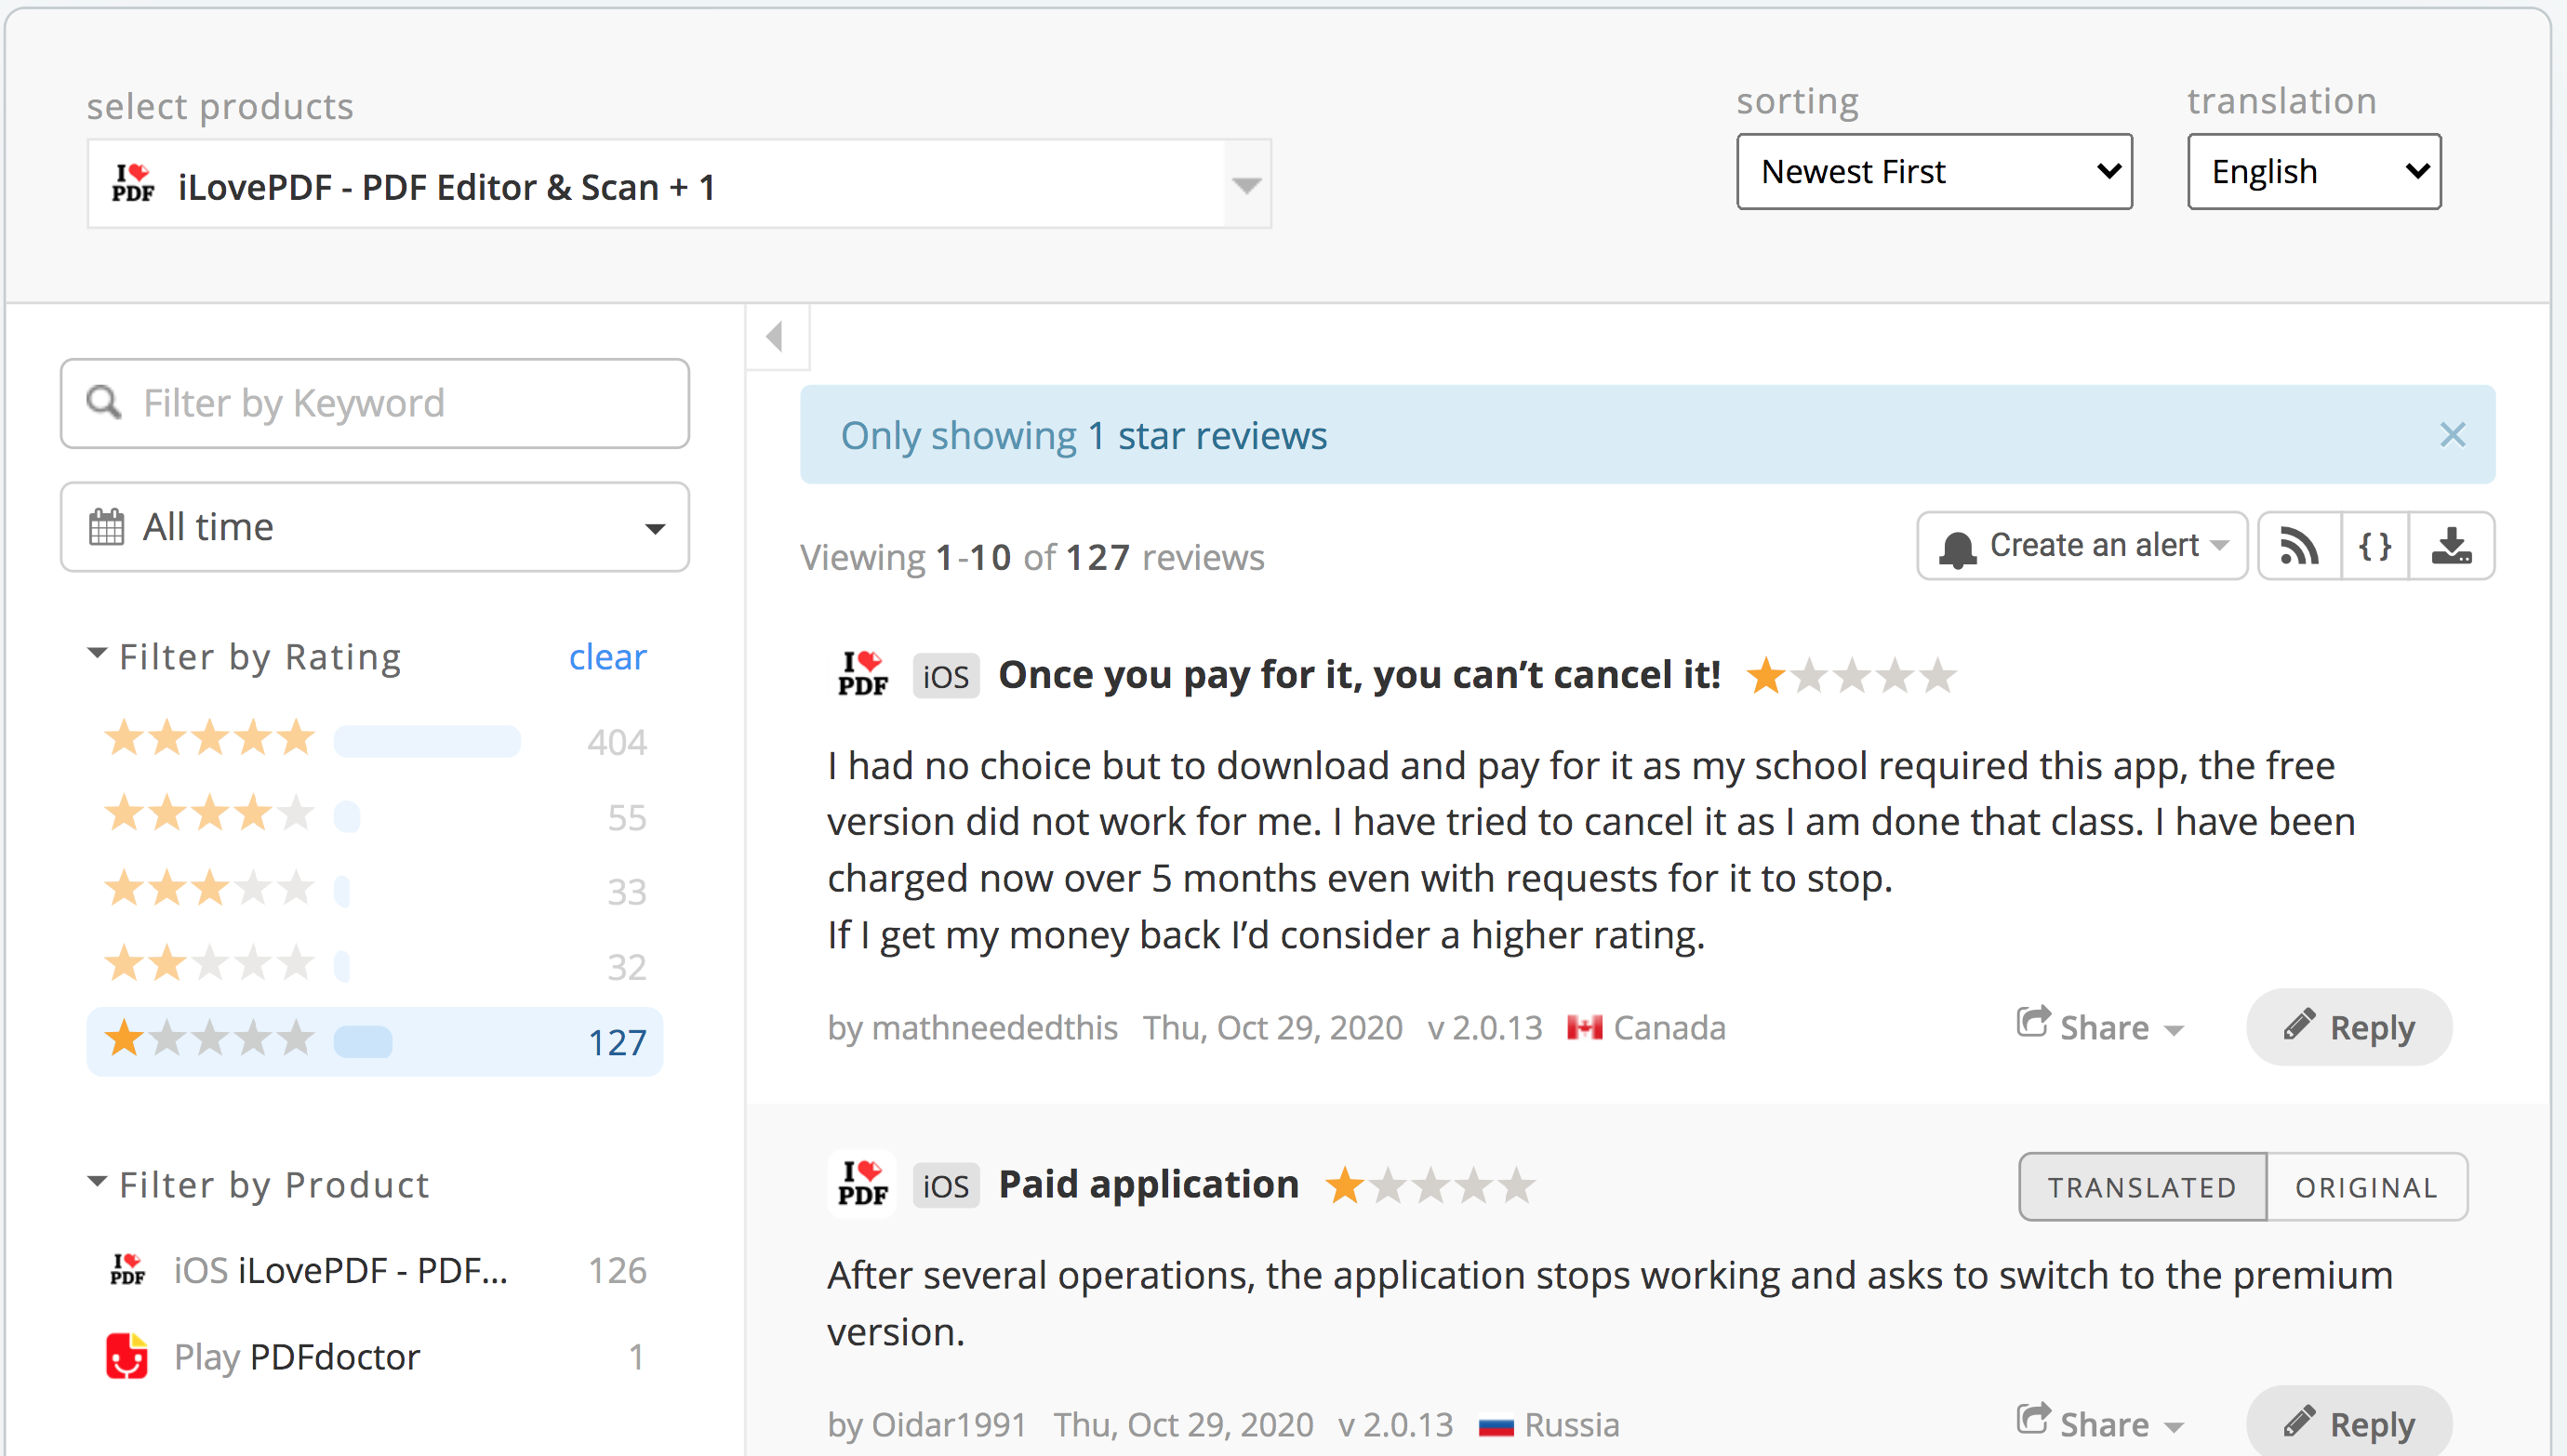 select products
I PDF iLovePDF - PDF Editor & Scan + 1
sorting
Newest First
translation
English
Filter by Keyword
All time
Filter by Rating clear
404
55
33
32
127
Filter by Product
I PDF iOS iLovePDF - PDF... 126
Play PDFdoctor 1
Only showing 1 star reviews
Viewing 1-10 of 127 reviews
Create an alert
{ }
I PDF iOS Once you pay for it, you can’t cancel it!
I had no choice but to download and pay for it as my school required this app, the free
version did not work for me. I have tried to cancel it as I am done that class. I have been
charged now over 5 months even with requests for it to stop.
If I get my money back I’d consider a higher rating.
by mathneededthis Thu, Oct 29, 2020 v 2.0.13 Canada Share Reply
I PDF iOS Paid application TRANSLATED ORIGINAL
After several operations, the application stops working and asks to switch to the premium
version.
by Oidar1991 Thu, Oct 29, 2020 v 2.0.13 Russia Share Reply